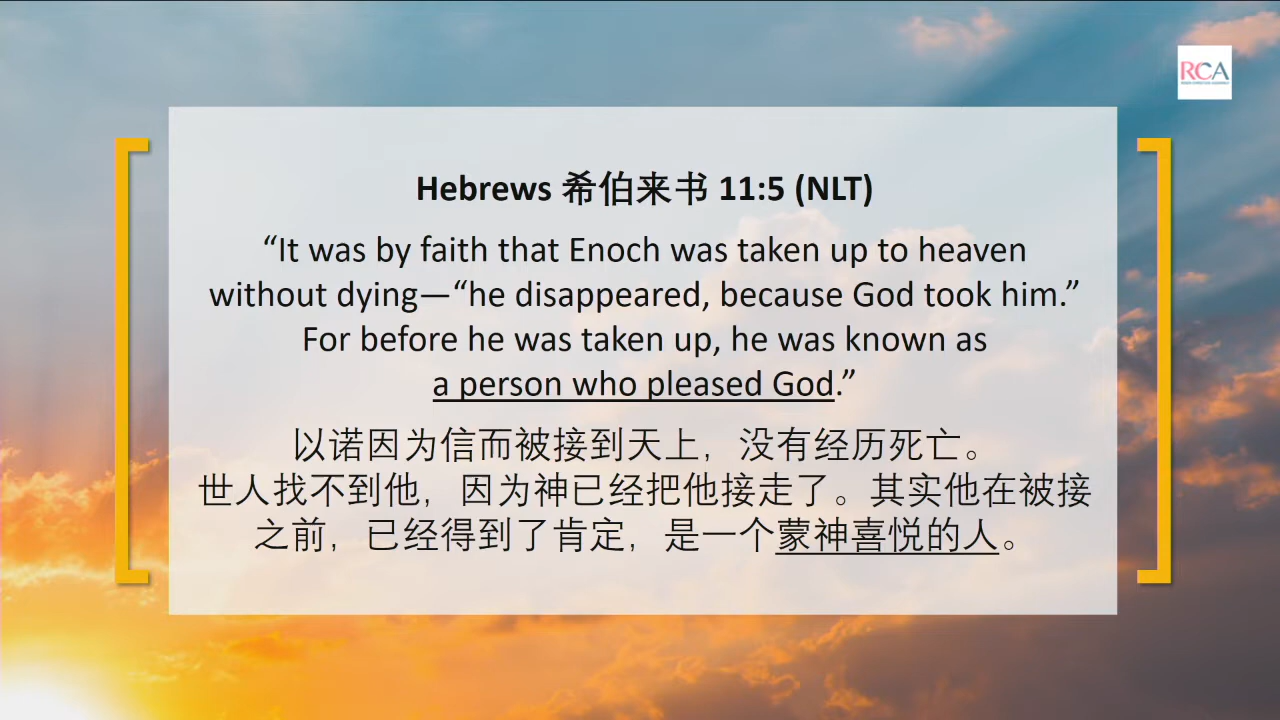 RCA
Hebrews 希伯来书 11:5 (NLT)
“It was by faith that Enoch was taken up to heaven
without dying—“he disappeared, because God took him.”
For before he was taken up, he was known as
a person who pleased God.”
以诺因为信而被接到天上，没有经历死亡。
世人找不到他，因为神已经把他接走了。其实他在被接
之前，已经得到了肯定，是一个蒙神喜悦的人。